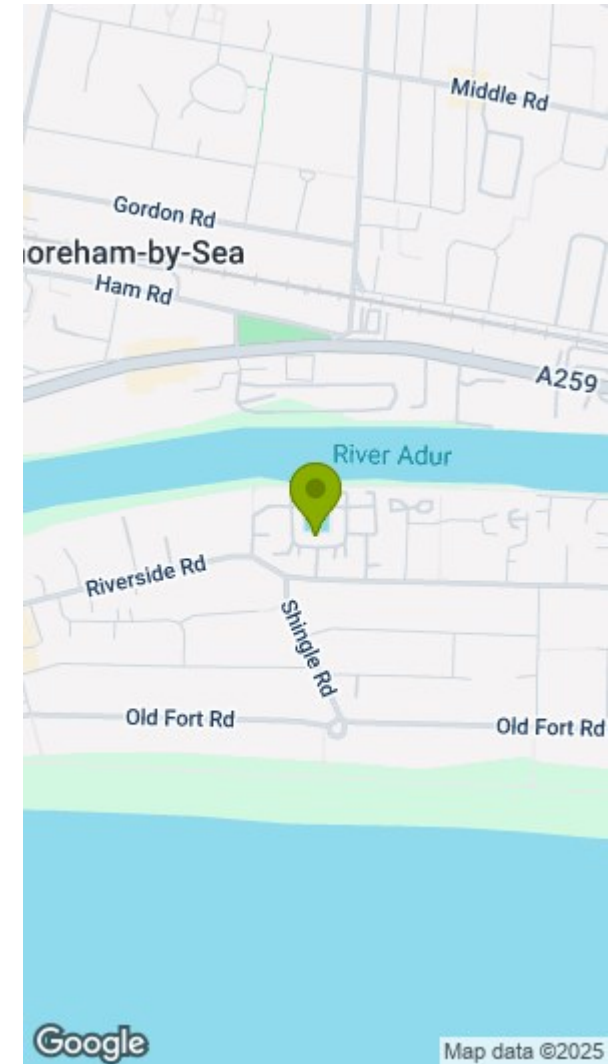 Middle Rd
Gordon Rd
horeham-by-Sea
Ham Rd
A259
River Adur
Riverside Rd
Shingle Rd
Old Fort Rd
Old Fort Rd
Google
Map data ©2025